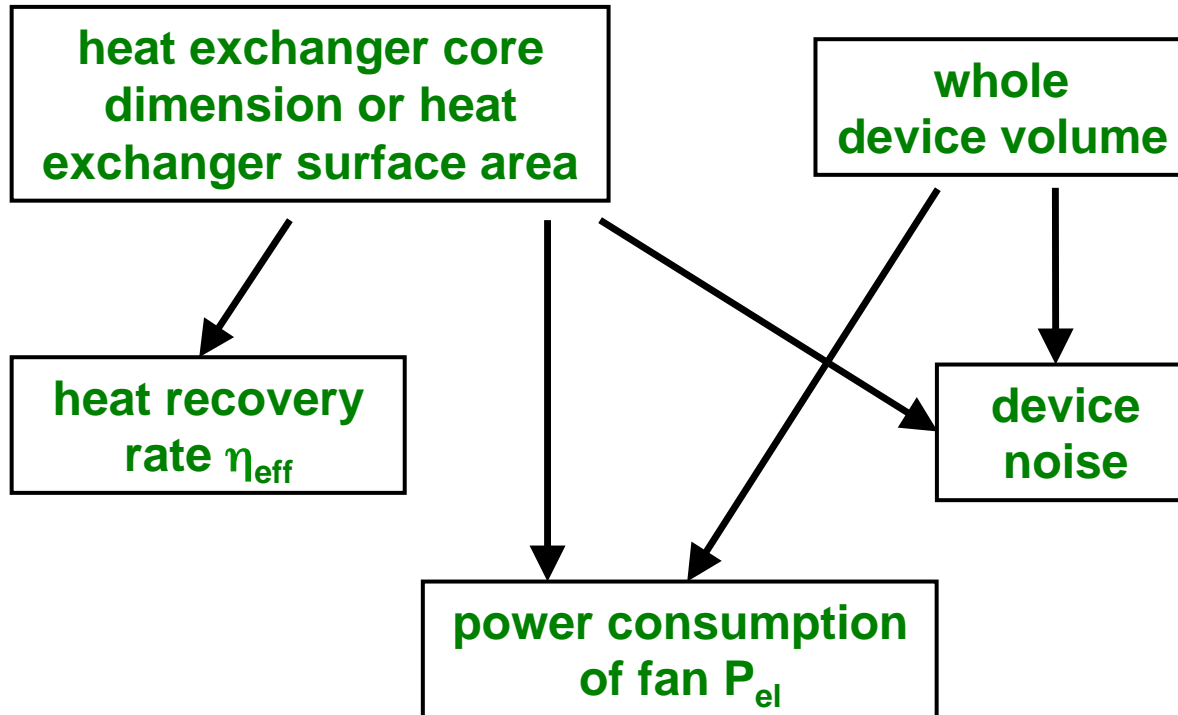 heat exchanger core
dimension or heat
exchanger surface area
whole
device volume
heat recovery
rate ηeff
device
noise
power consumption
of fan Pel